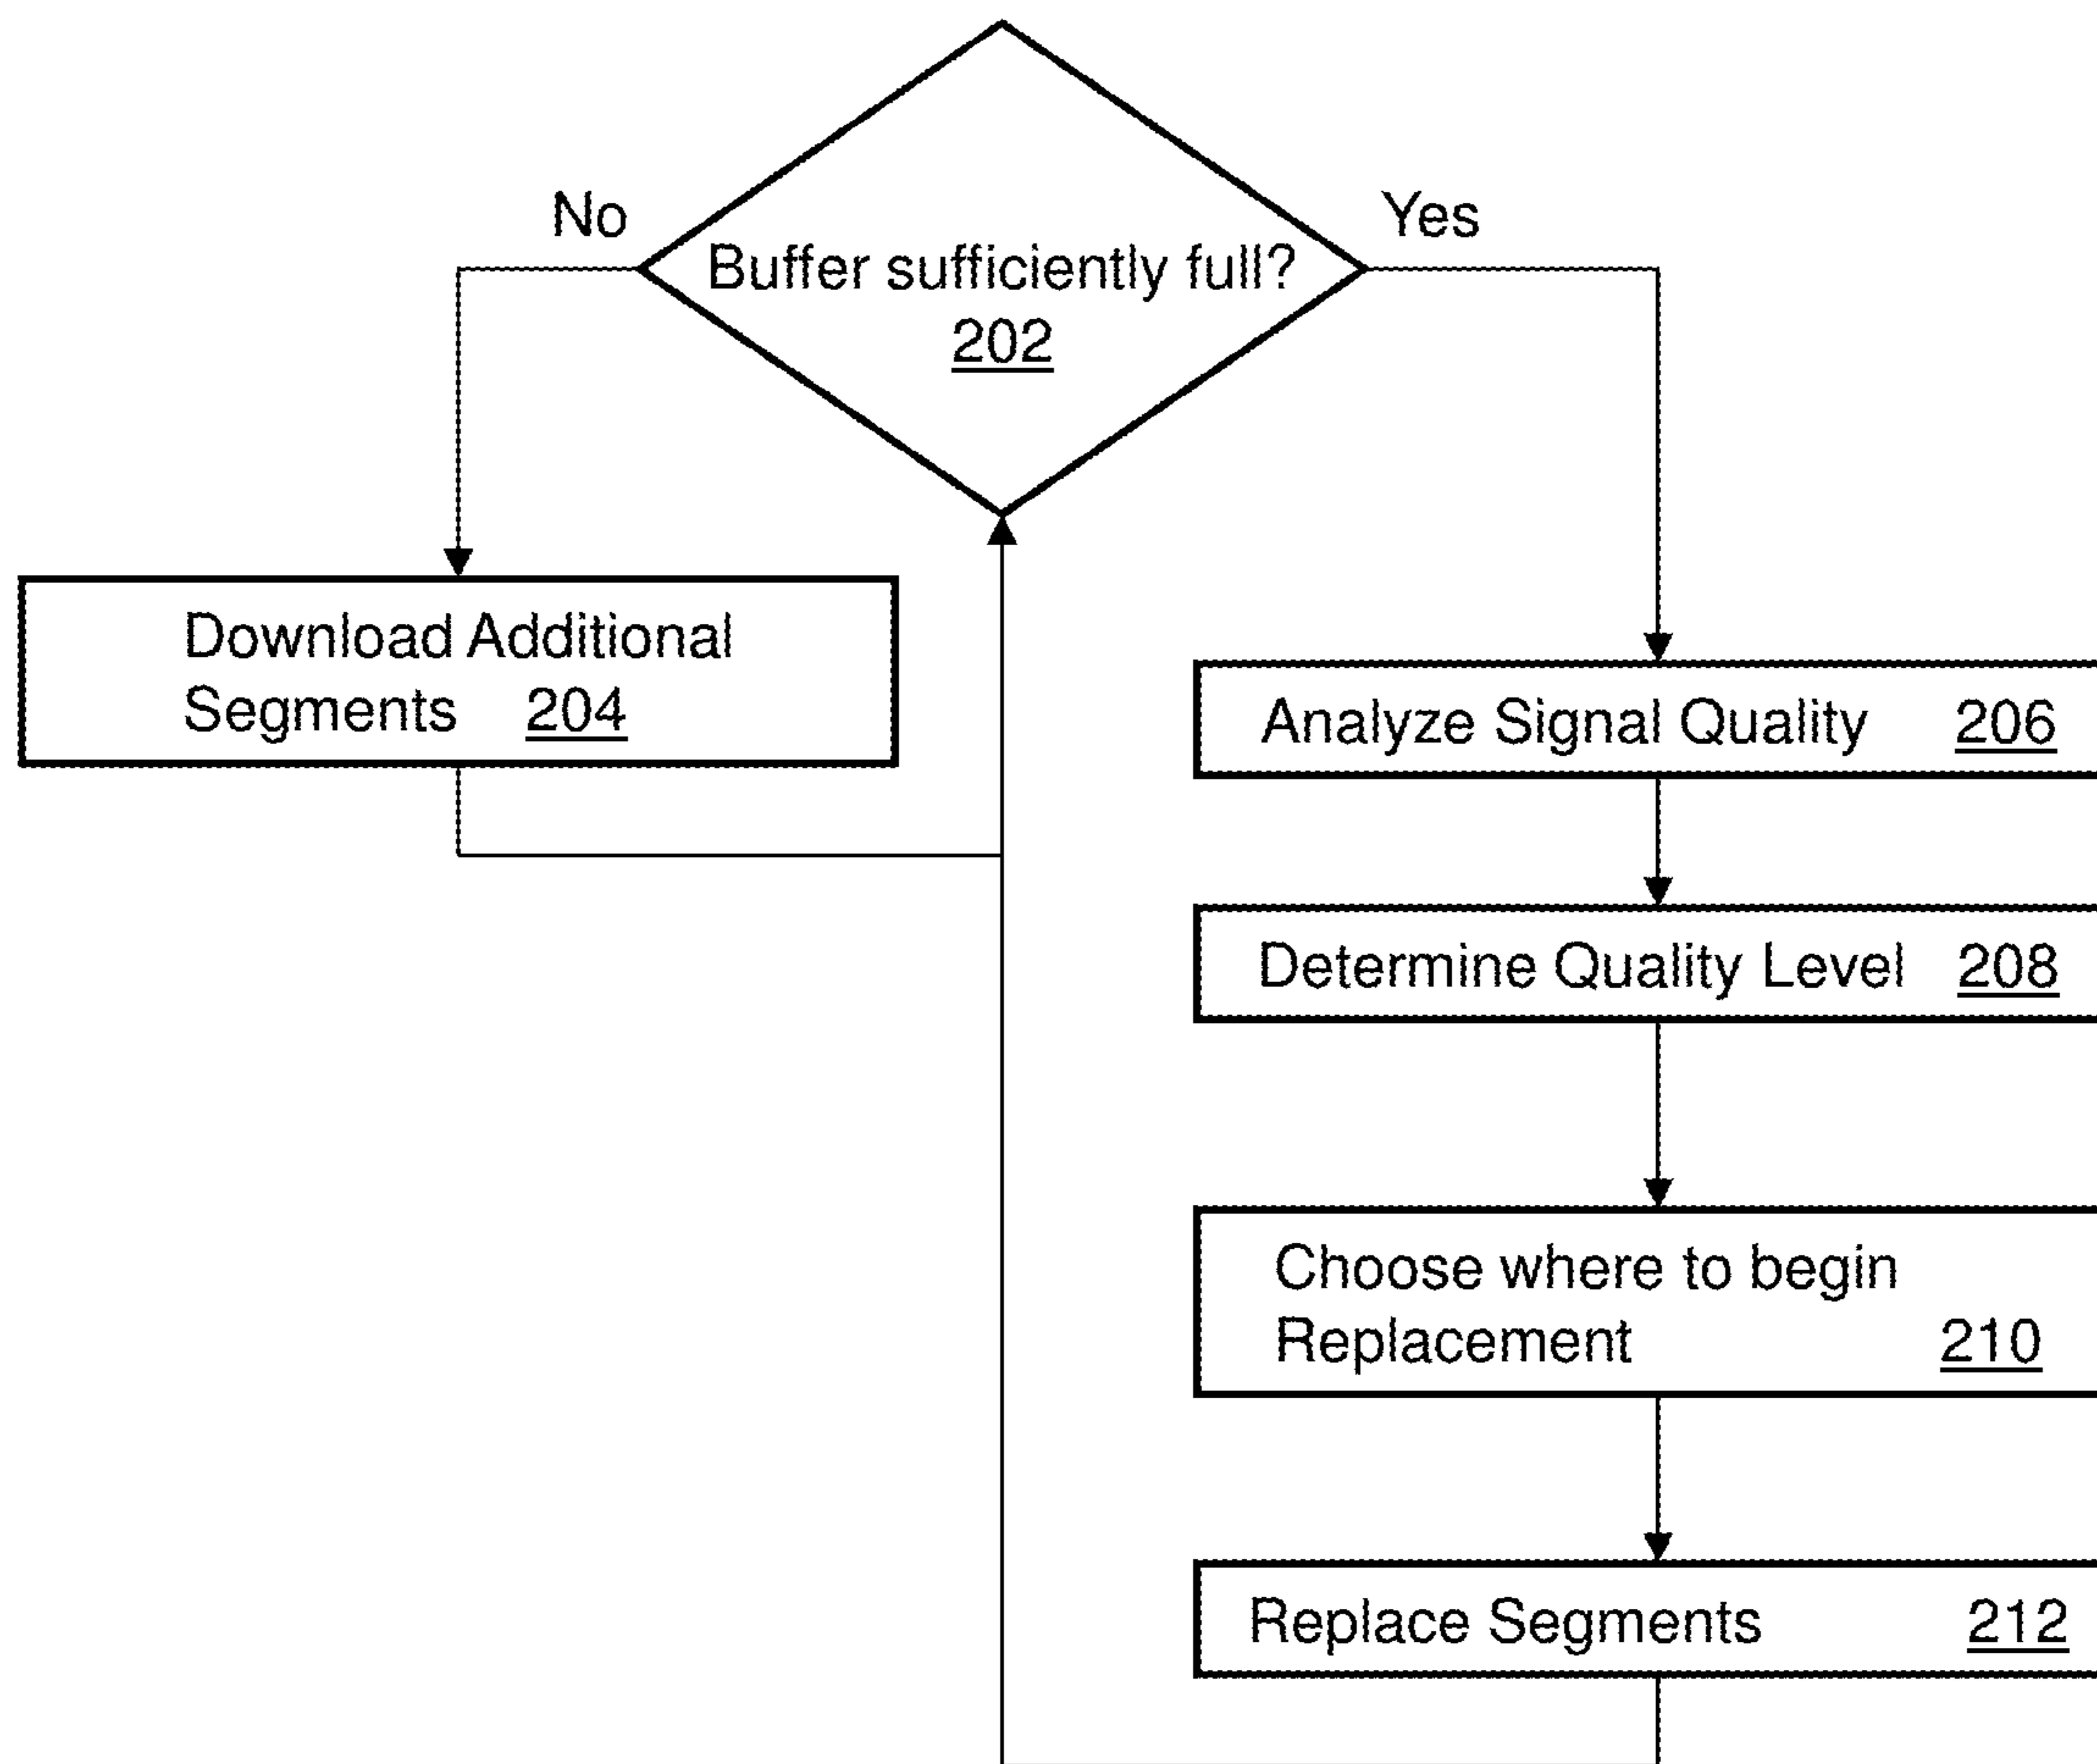 No
Yes
Buffer sufficiently full?
202
Download Additional
Segments 204
Analyze Signal Quality 206
Determine Quality Level 208
Choose where to begin
Replacement 210
Replace Segments 212